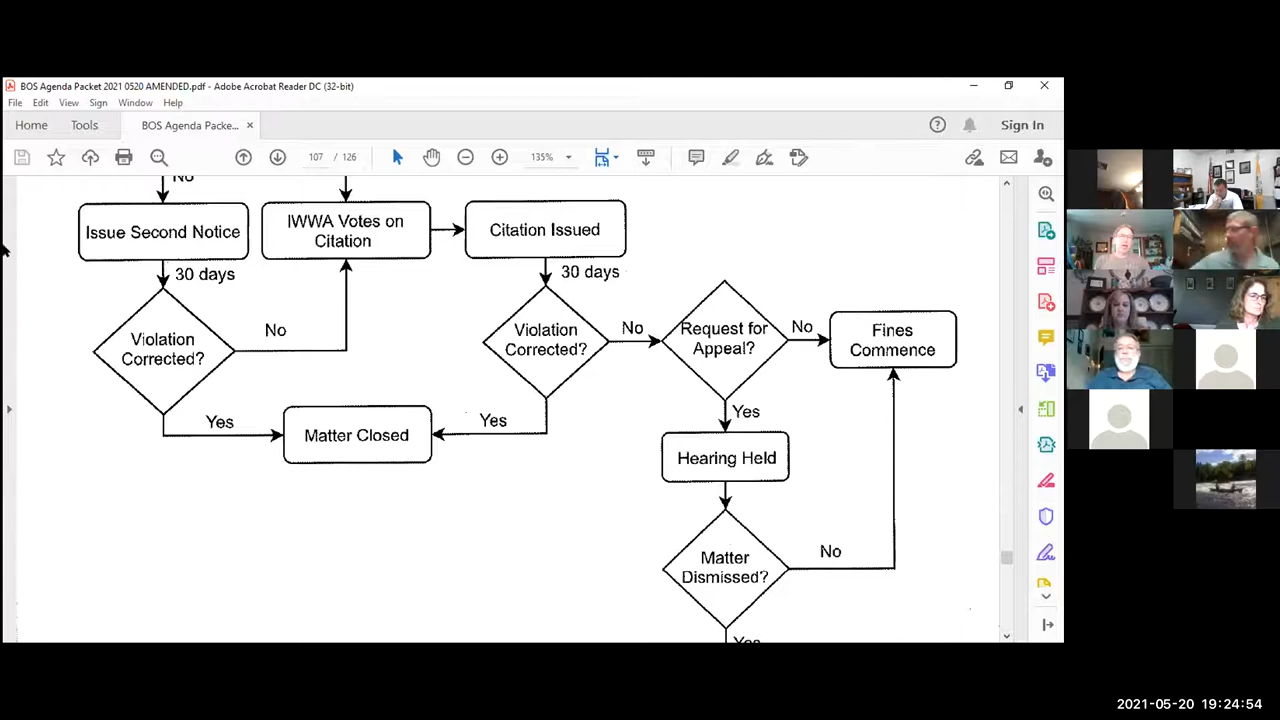 BOS Agenda Packet 2021 0520 AMENDED.pdf - Adobe Acrobat Reader DC (32-bit)
File Edit View Sign Window Help
Home Tools BOS Agenda Packe... × Sign In
107 / 126 135%
No
Issue Second Notice
IWWA Votes on
Citation
Citation Issued
30 days
30 days
Violation
Corrected?
No
Violation
Corrected?
No
Request for
Appeal?
No
Fines
Commence
Yes
Matter Closed
Yes
Yes
Hearing Held
Matter
Dismissed?
No
Yes
2021-05-20 19:24:54